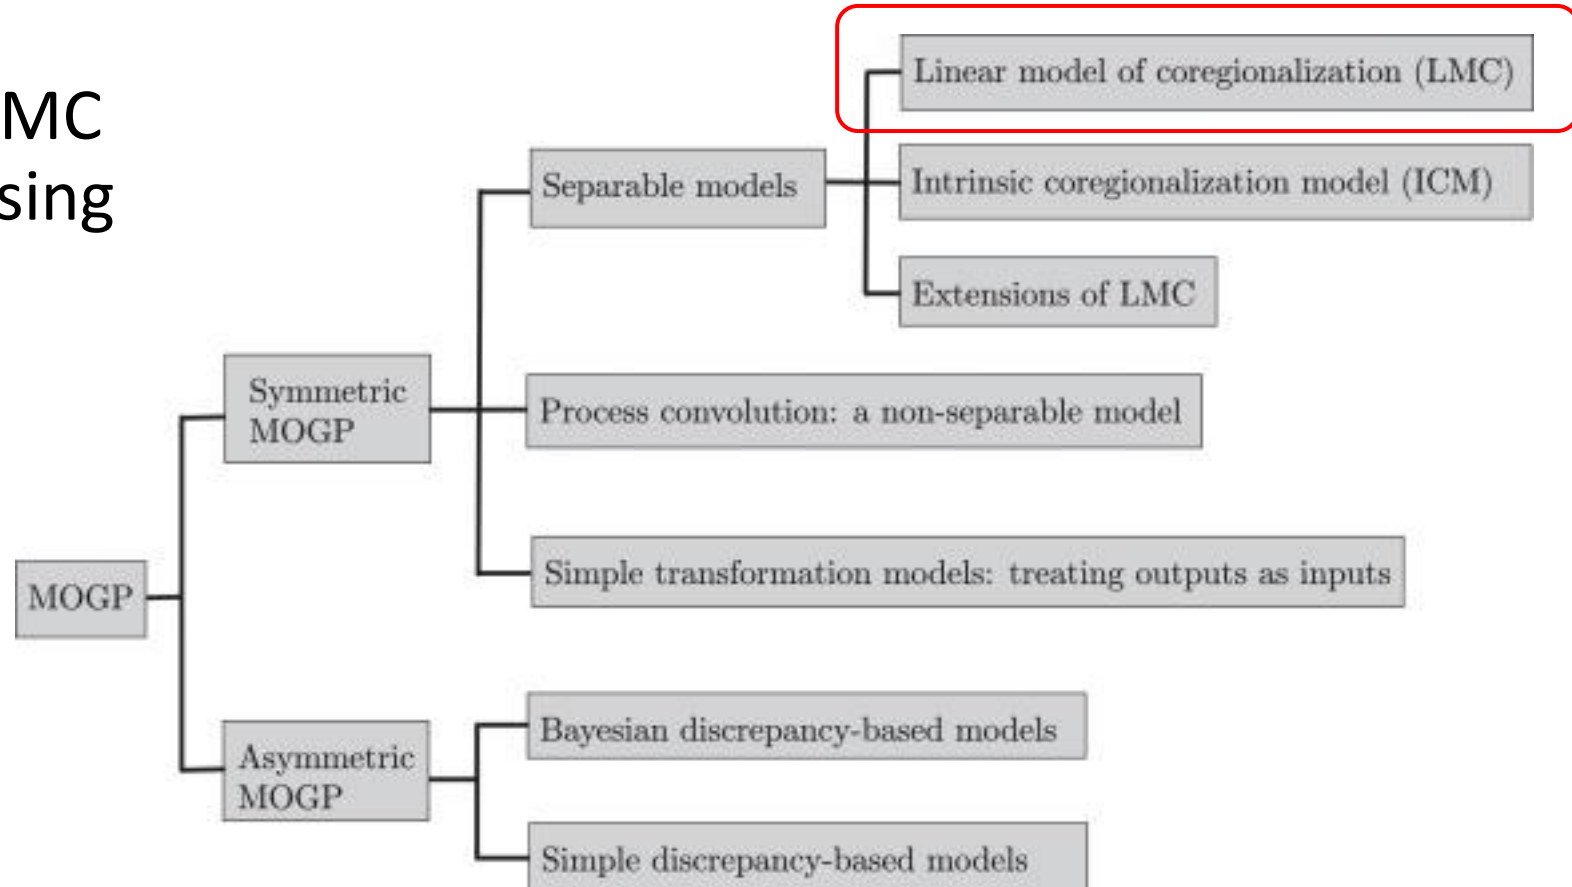 MC
sing
Linear model of coregionalization (LMC)
Separable models
Intrinsic coregionalization model (ICM)
Extensions of LMC
Symmetric
MOGP
Process convolution: a non-separable model
MOGP
Simple transformation models: treating outputs as inputs
Asymmetric
MOGP
Bayesian discrepancy-based models
Simple discrepancy-based models